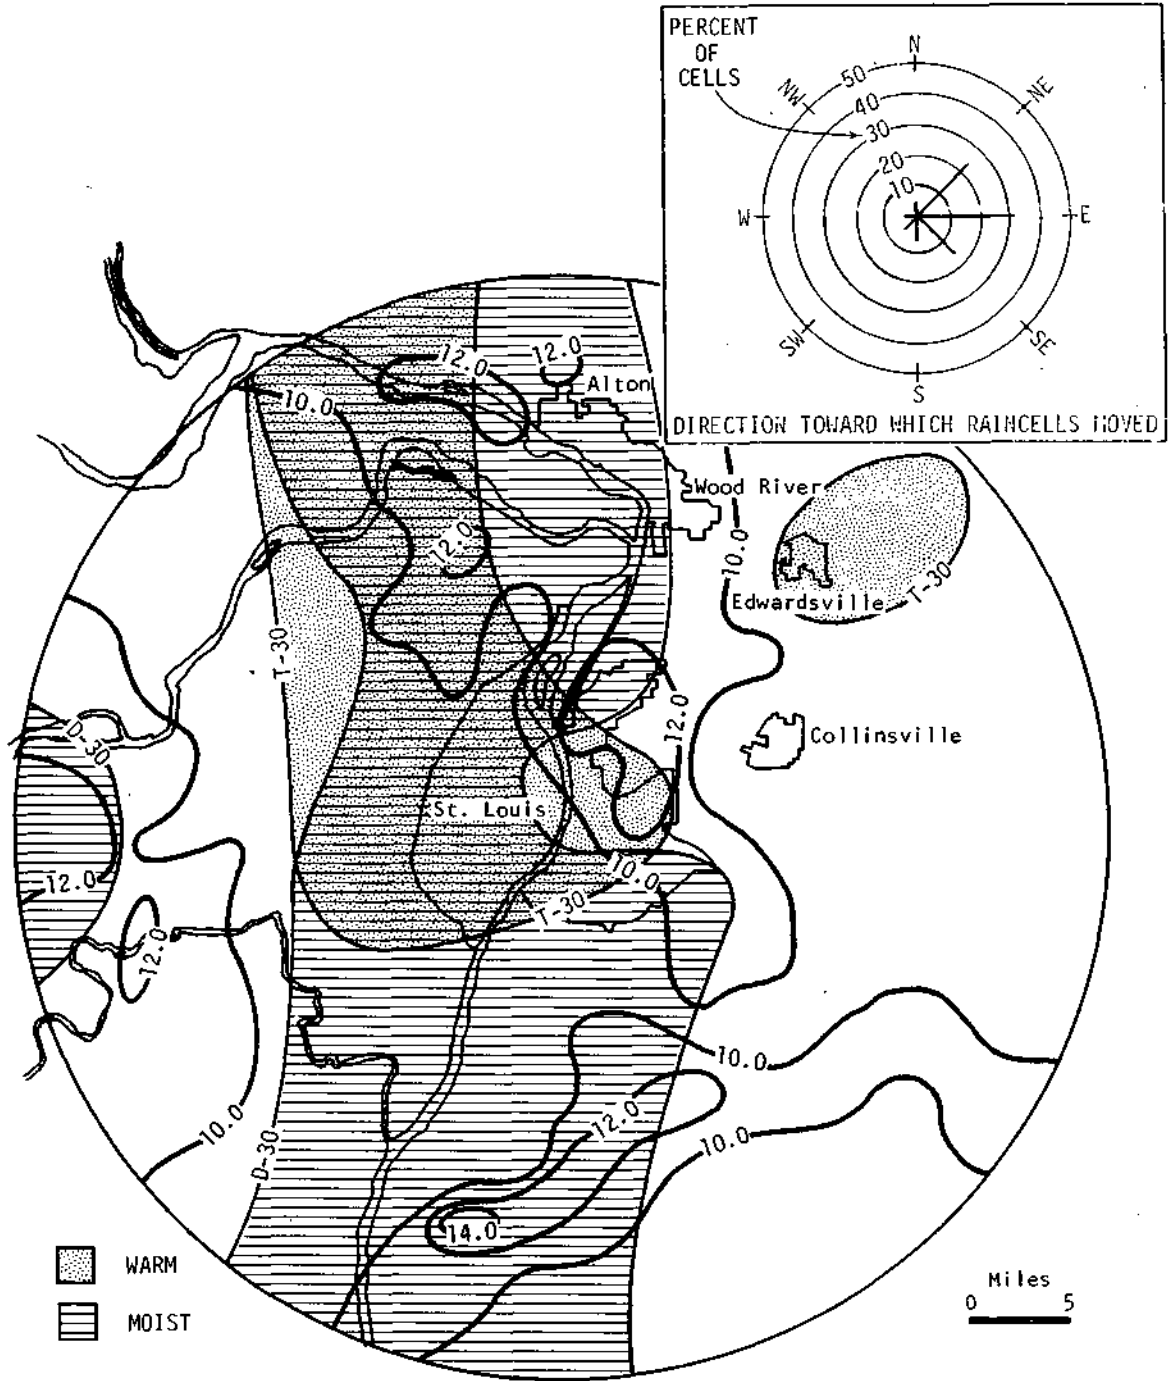 PERCENT
OF
CELLS
N
NE
E
SE
S
SW
W
NW
50
40
30
20
10
DIRECTION TOWARD WHICH RAINCELLS MOVED
12.0
12.0
Alton
10.0
Wood River
12.0
10.0
Edwardsville
T-30
T-30
12.0
D-30
Collinsville
St. Louis
10.0
12.0
T-30
12.0
10.0
12.0
10.0
10.0
D-30
14.0
WARM
MOIST
Miles
0 5